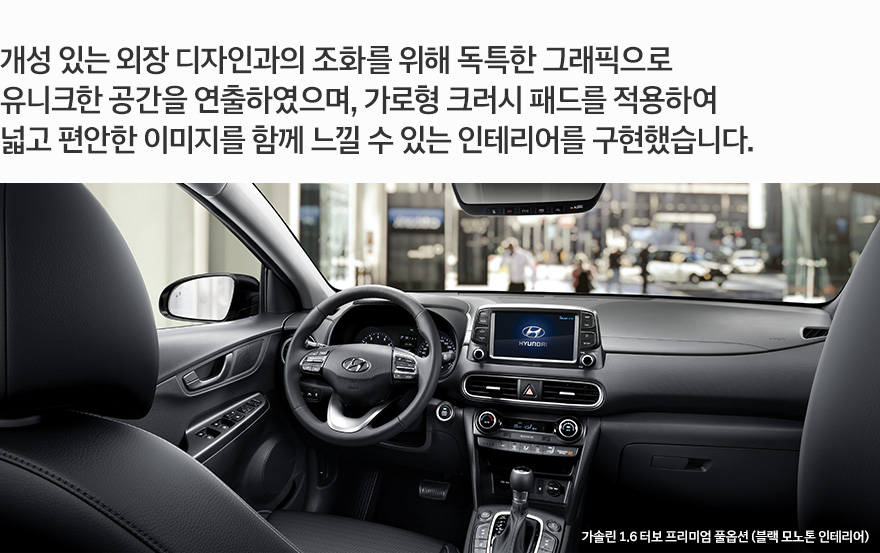 개성 있는 외장 디자인과의 조화를 위해 독특한 그래픽으로
유니크한 공간을 연출하였으며, 가로형 크러시 패드를 적용하여
넓고 편안한 이미지를 함께 느낄 수 있는 인테리어를 구현했습니다.
HYUNDAI
가솔린 1.6 터보 프리미엄 풀옵션 (블랙 모노톤 인테리어)